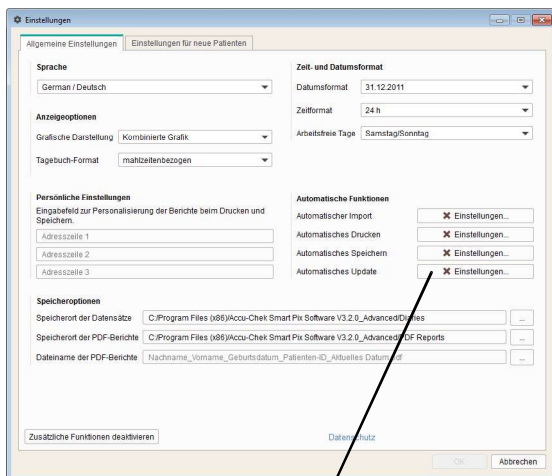 Einstellungen
Allgemeine Einstellungen
Einstellungen für neue Patienten
Sprache
German / Deutsch
Anzeigeoptionen
Grafische Darstellung Kombinierte Grafik
Tagebuch-Format mahlzeitenbezogen
Zeit- und Datumsformat
Datumsformat 31.12.2011
Zeitformat 24 h
Arbeitsfreie Tage Samstag/Sonntag
Persönliche Einstellungen
Eingabefeld zur Personalisierung der Berichte beim Drucken und
Speichern.
Adresszeile 1
Adresszeile 2
Adresszeile 3
Automatische Funktionen
Automatischer Import Einstellungen...
Automatisches Drucken Einstellungen...
Automatisches Speichern Einstellungen...
Automatisches Update Einstellungen...
Speicheroptionen
Speicherort der Datensätze C:/Program Files (x86)/Accu-Chek Smart Pix Software V3.2.0_Advanced/Diaries ...
Speicherort der PDF-Berichte C:/Program Files (x86)/Accu-Chek Smart Pix Software V3.2.0_Advanced/PDF Reports ...
Dateiname der PDF-Berichte Nachname_Vorname_Geburtsdatum_Patienten-ID_Aktuelles Datum.pdf ...
Zusätzliche Funktionen deaktivieren
Datenschutz
OK
Abbrechen